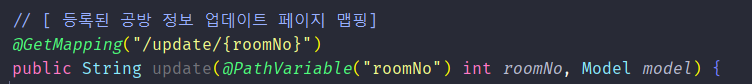 // [ 등록된 공방 정보 업데이트 페이지 맵핑]
@GetMapping("/update/{roomNo}")
public String update(@PathVariable("roomNo") int roomNo, Model model) {